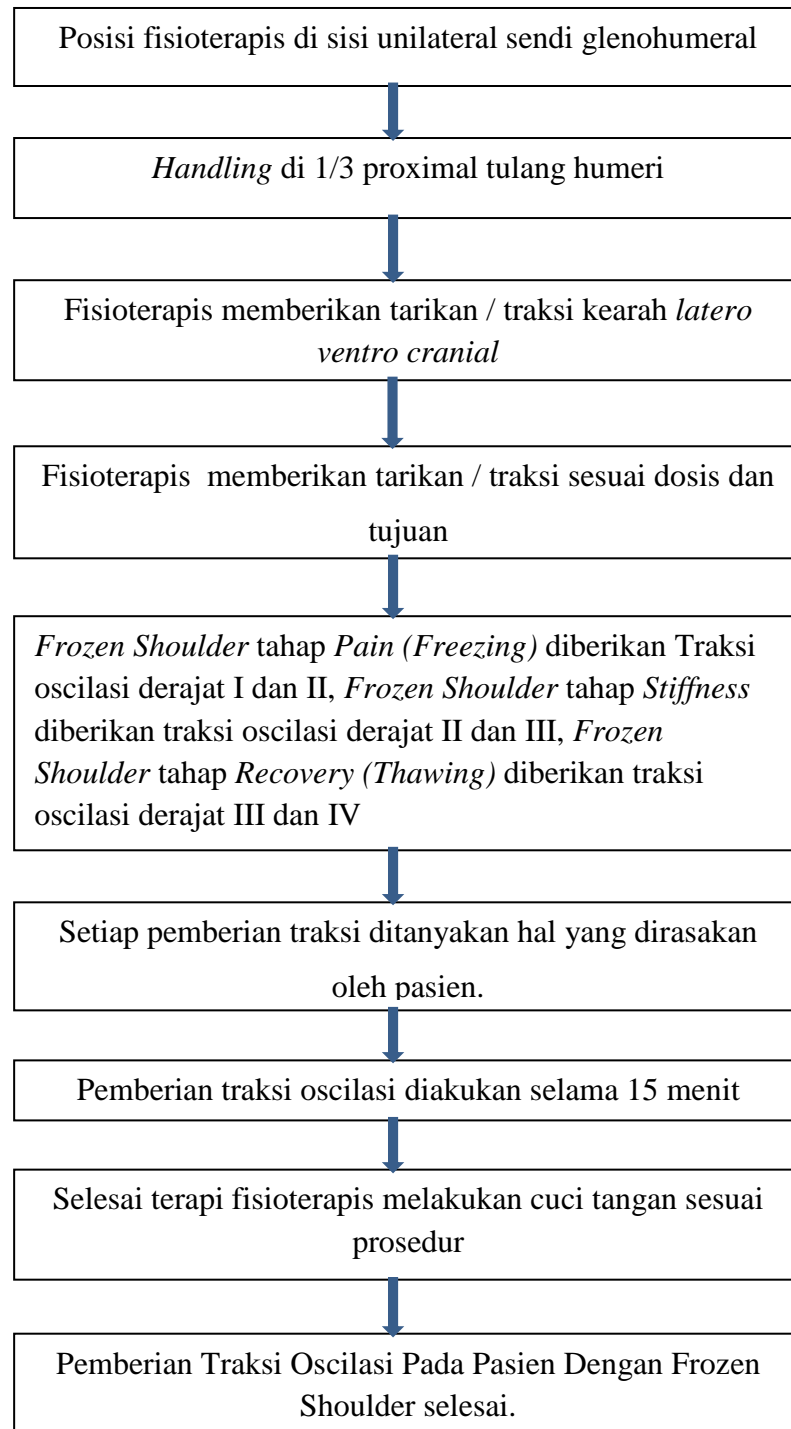 Posisi fisioterapis di sisi unilateral sendi glenohumeral
Handling di 1/3 proximal tulang humeri
Fisioterapis memberikan tarikan / traksi kearah latero
ventro cranial
Fisioterapis memberikan tarikan / traksi sesuai dosis dan
tujuan
Frozen Shoulder tahap Pain (Freezing) diberikan Traksi
oscilasi derajat I dan II, Frozen Shoulder tahap Stiffness
diberikan traksi oscilasi derajat II dan III, Frozen
Shoulder tahap Recovery (Thawing) diberikan traksi
oscilasi derajat III dan IV
Setiap pemberian traksi ditanyakan hal yang dirasakan
oleh pasien.
Pemberian traksi oscilasi diakukan selama 15 menit
Selesai terapi fisioterapis melakukan cuci tangan sesuai
prosedur
Pemberian Traksi Oscilasi Pada Pasien Dengan Frozen
Shoulder selesai.